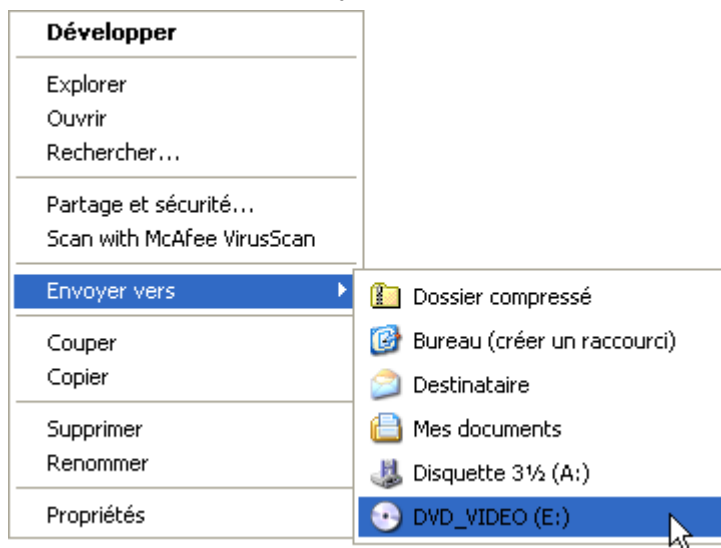 Développer
Explorer
Ouvrir
Rechercher...
Partage et sécurité...
Scan with McAfee VirusScan
Envoyer vers
Couper
Copier
Supprimer
Renommer
Propriétés
Dossier compressé
Bureau (créer un raccourci)
Destinataire
Mes documents
Disquette 3½ (A:)
DVD_VIDEO (E:)